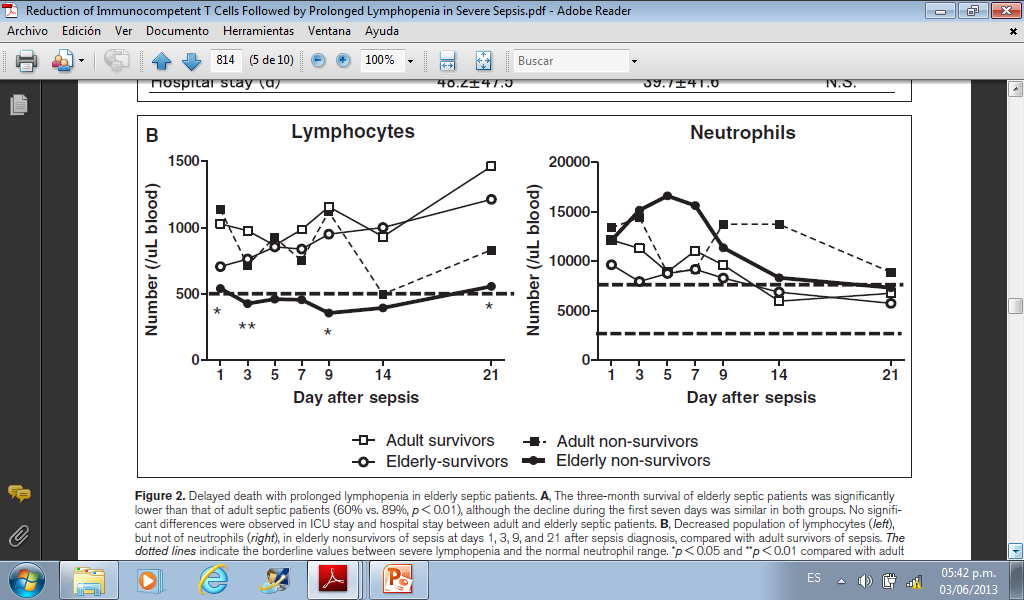 Reduction of Immunocompetent T Cells Followed by Prolonged Lymphopenia in Severe Sepsis.pdf - Adobe Reader
Archivo Edición Ver Documento Herramientas Ventana Ayuda
814 (5 de 10) 100% Buscar
Hospital stay (d) 48.2±47.5 39.7±41.6 N.S.
B
Lymphocytes
Number (/uL blood)
1500
1000
500
0
* ** * *
1 3 5 7 9 14 21
Day after sepsis
Neutrophils
Number (/uL blood)
20000
15000
10000
5000
0
1 3 5 7 9 14 21
Day after sepsis
Adult survivors Adult non-survivors
Elderly-survivors Elderly non-survivors
Figure 2. Delayed death with prolonged lymphopenia in elderly septic patients. A, The three-month survival of elderly septic patients was significantly
lower than that of adult septic patients (60% vs. 89%, p < 0.01), although the decline during the first seven days was similar in both groups. No signifi-
cant differences were observed in ICU stay and hospital stay between adult and elderly septic patients. B, Decreased population of lymphocytes (left),
but not of neutrophils (right), in elderly nonsurvivors of sepsis at days 1, 3, 9, and 21 after sepsis diagnosis, compared with adult survivors of sepsis. The
dotted lines indicate the borderline values between severe lymphopenia and the normal neutrophil range. *p < 0.05 and **p < 0.01 compared with adult
ES
05:42 p.m.
03/06/2013